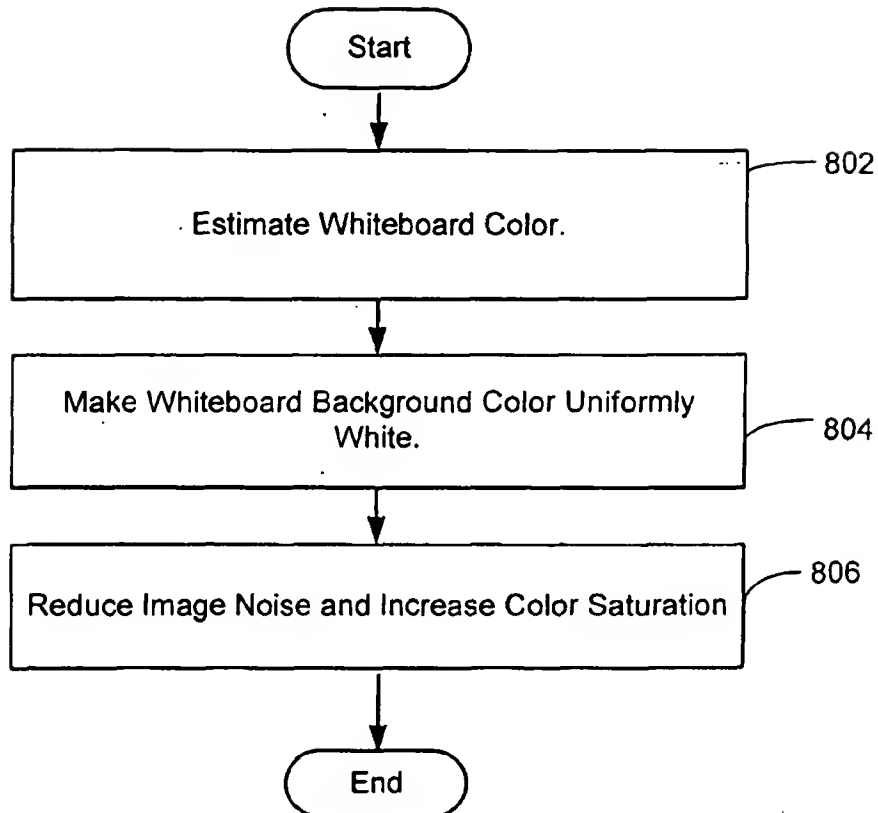 Start
802
Estimate Whiteboard Color.
Make Whiteboard Background Color Uniformly
White.
804
806
Reduce Image Noise and Increase Color Saturation
End